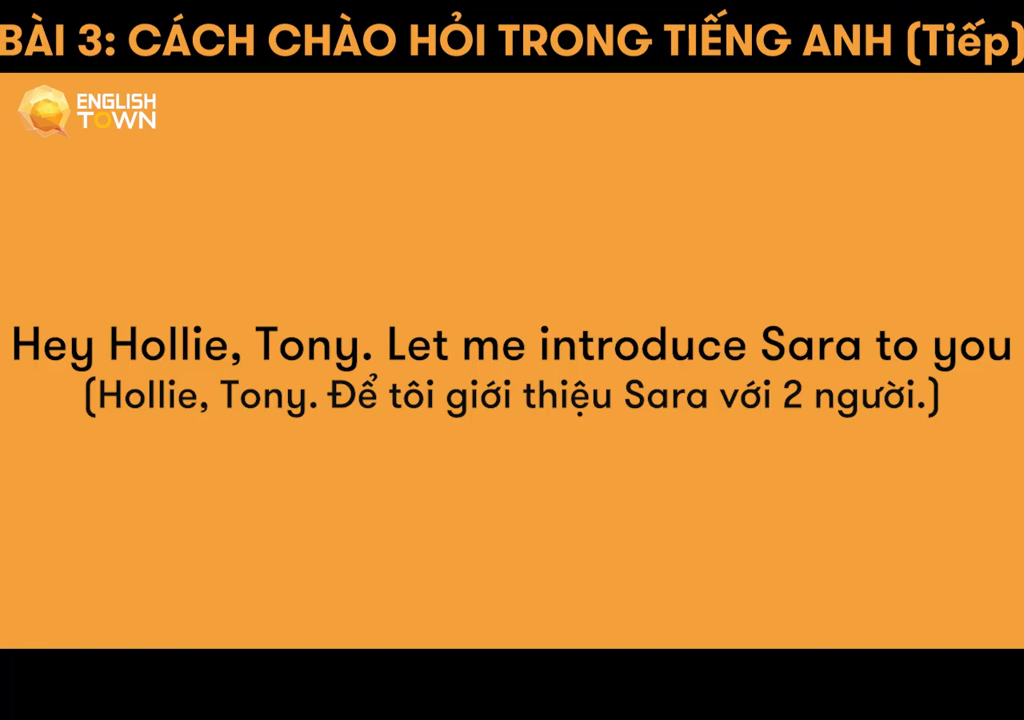 BÀI 3: CÁCH CHÀO HỎI TRONG TIẾNG ANH (Tiếp)
ENGLISH
TOWN
Hey Hollie, Tony. Let me introduce Sara to you
(Hollie, Tony. Để tôi giới thiệu Sara với 2 người.)